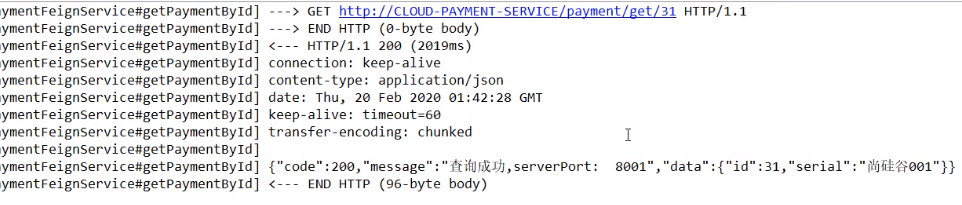 aymentFeignService#getPaymentById] ---> GET http://CLOUD-PAYMENT-SERVICE/payment/get/31 HTTP/1.1
aymentFeignService#getPaymentById] ---> END HTTP (0-byte body)
aymentFeignService#getPaymentById] <--- HTTP/1.1 200 (2019ms)
aymentFeignService#getPaymentById] connection: keep-alive
aymentFeignService#getPaymentById] content-type: application/json
aymentFeignService#getPaymentById] date: Thu, 20 Feb 2020 01:42:28 GMT
aymentFeignService#getPaymentById] keep-alive: timeout=60
aymentFeignService#getPaymentById] transfer-encoding: chunked
aymentFeignService#getPaymentById]
aymentFeignService#getPaymentById] {"code":200,"message":"查询成功,serverPort:  8001","data":{"id":31,"serial":"尚硅谷001"}}
aymentFeignService#getPaymentById] <--- END HTTP (96-byte body)